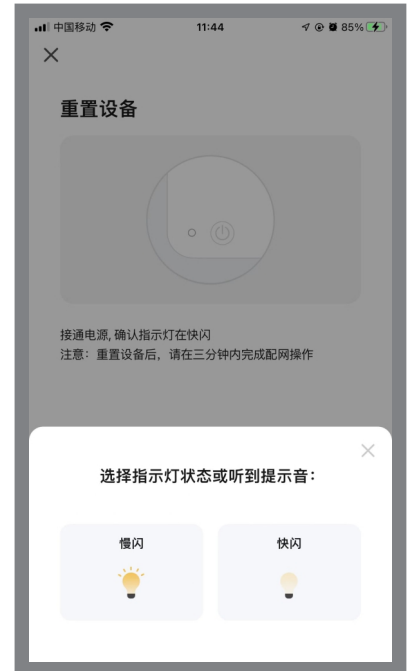 中国移动 11:44 85%
重置设备
接通电源, 确认指示灯在快闪
注意：重置设备后，请在三分钟内完成配网操作
选择指示灯状态或听到提示音：
慢闪 快闪